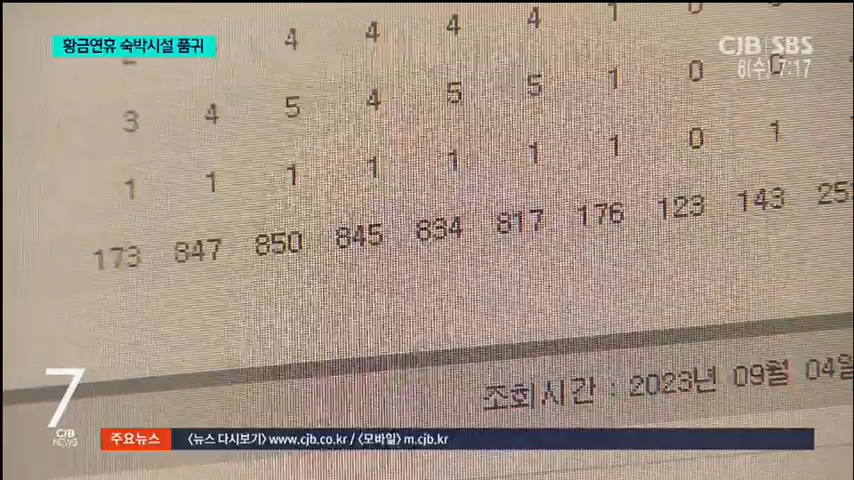 황금연휴 숙박시설 품귀
CJB SBS
6(수) 7:17
4 4 4 4 1 0
3 4 5 4 5 5 1 0 0
1 1 1 1 1 1 1 0 1
173 847 850 845 834 817 176 123 143 25
조회시간 : 2023년 09월 04일
7
CJB
NEWS
주요뉴스 〈뉴스 다시보기〉 www.cjb.co.kr / 〈모바일〉 m.cjb.kr